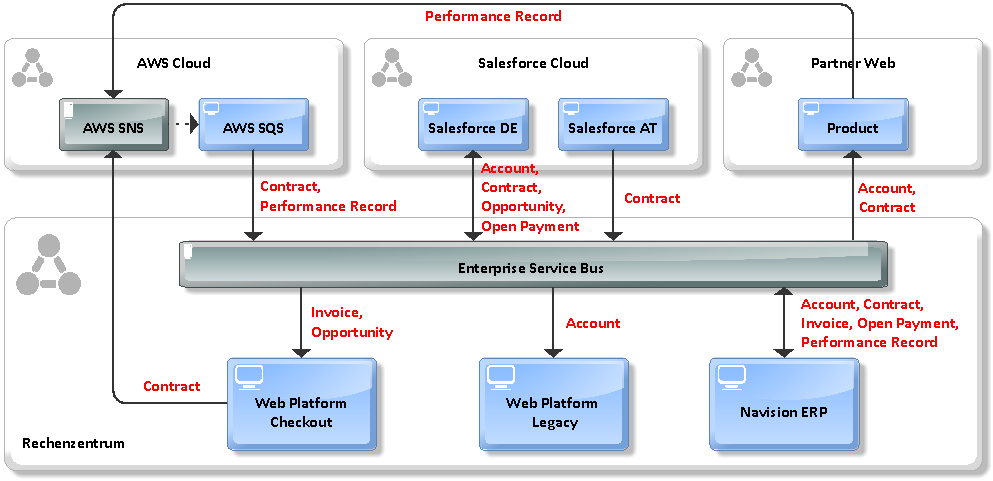 Performance Record
AWS Cloud
Salesforce Cloud
Partner Web
AWS SNS
AWS SQS
Salesforce DE
Salesforce AT
Product
Contract,
Performance Record
Account,
Contract,
Opportunity,
Open Payment
Contract
Account,
Contract
Enterprise Service Bus
Invoice,
Opportunity
Account
Account, Contract,
Invoice, Open Payment,
Performance Record
Contract
Web Platform
Checkout
Web Platform
Legacy
Navision ERP
Rechenzentrum